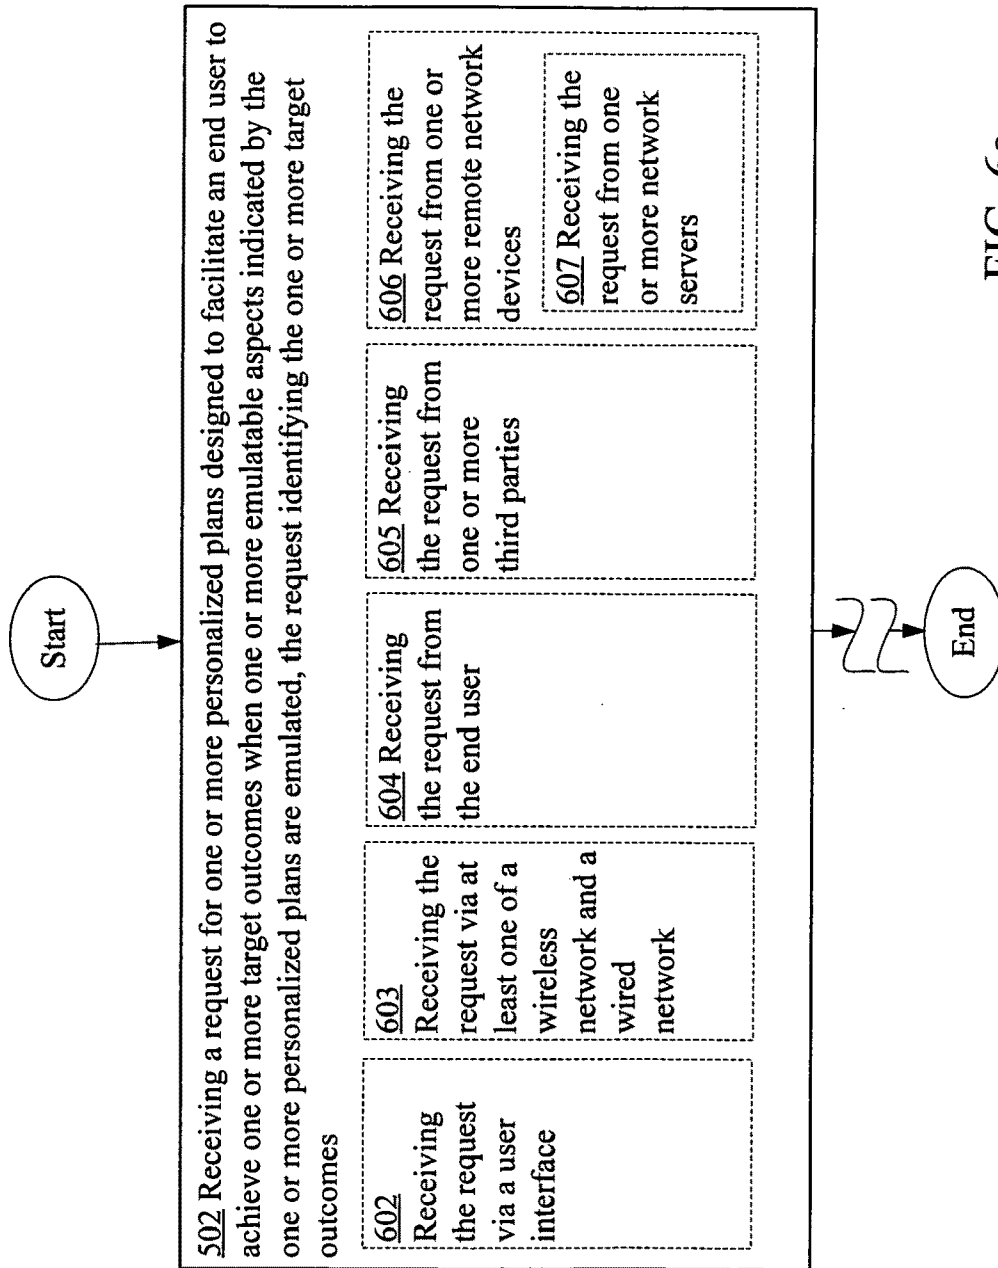 Start
502 Receiving a request for one or more personalized plans designed to facilitate an end user to
achieve one or more target outcomes when one or more emulatable aspects indicated by the
one or more personalized plans are emulated, the request identifying the one or more target
outcomes
602
Receiving
the request
via a user
interface
603
Receiving the
request via at
least one of a
wireless
network and a
wired
network
604 Receiving
the request from
the end user
605 Receiving
the request from
one or more
third parties
606 Receiving the
request from one or
more remote network
devices
607 Receiving the
request from one
or more network
servers
End
FIG. 6a